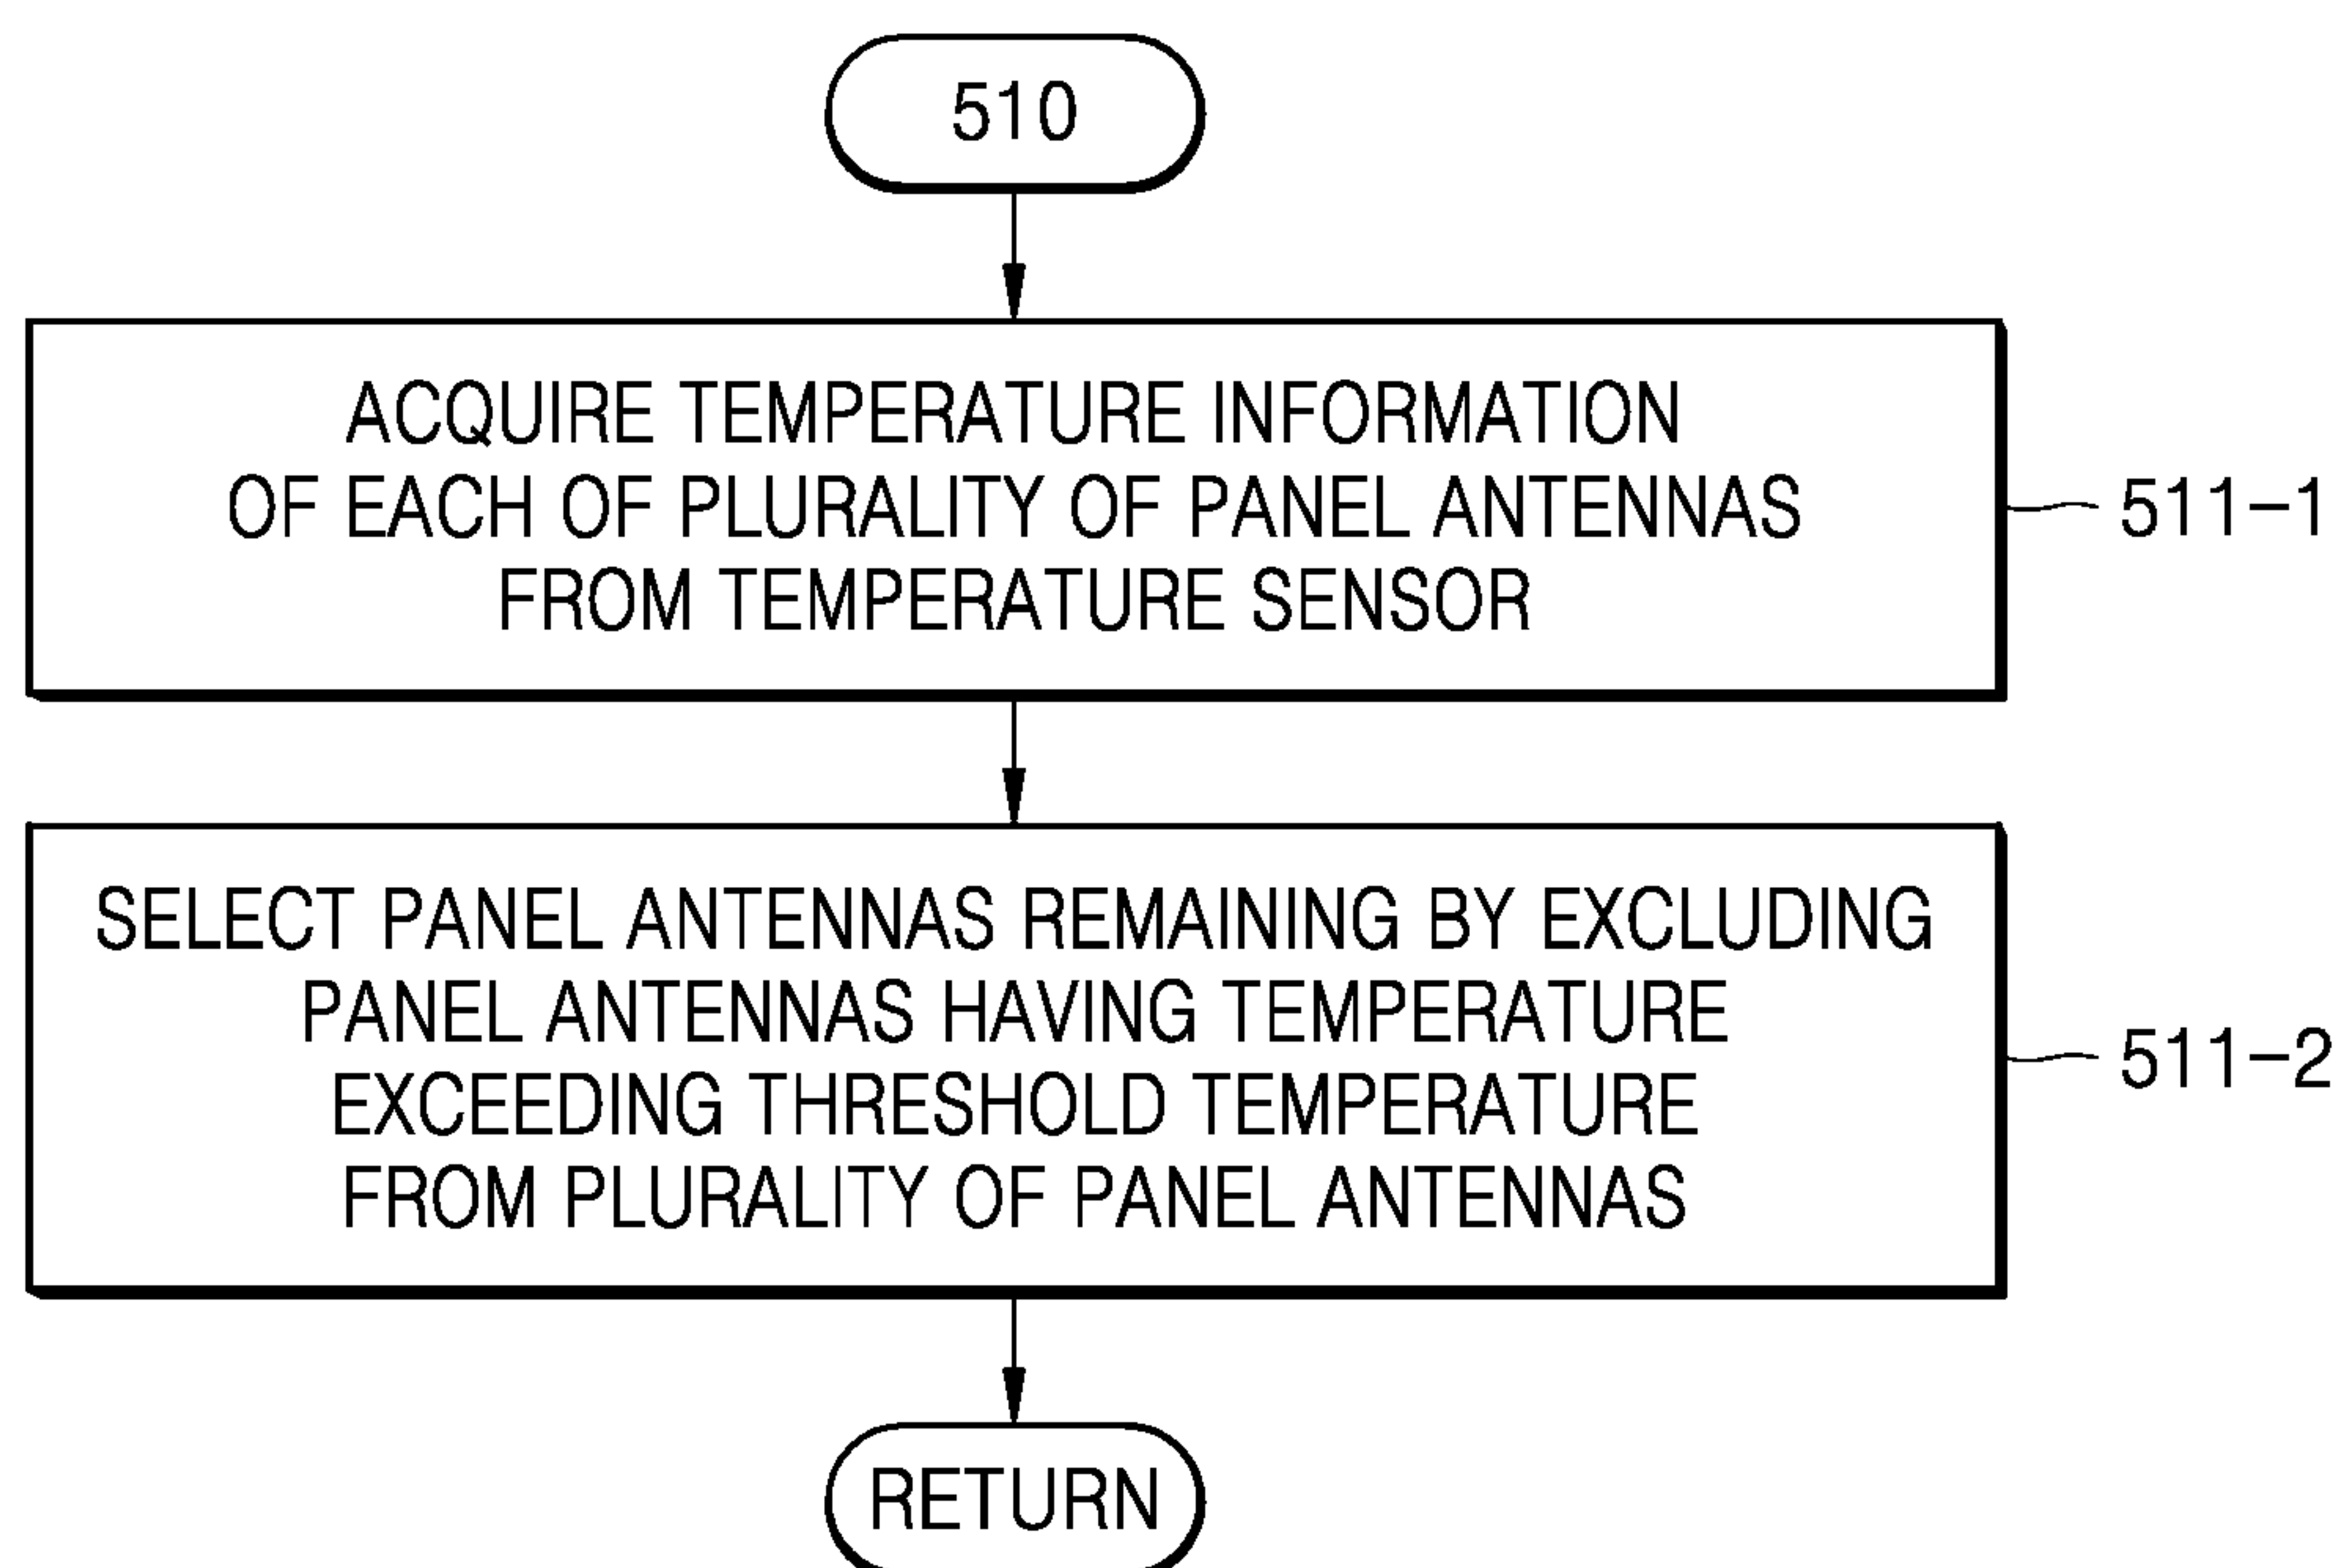 510
ACQUIRE TEMPERATURE INFORMATION
OF EACH OF PLURALITY OF PANEL ANTENNAS
FROM TEMPERATURE SENSOR
511-1
SELECT PANEL ANTENNAS REMAINING BY EXCLUDING
PANEL ANTENNAS HAVING TEMPERATURE
EXCEEDING THRESHOLD TEMPERATURE
FROM PLURALITY OF PANEL ANTENNAS
511-2
RETURN